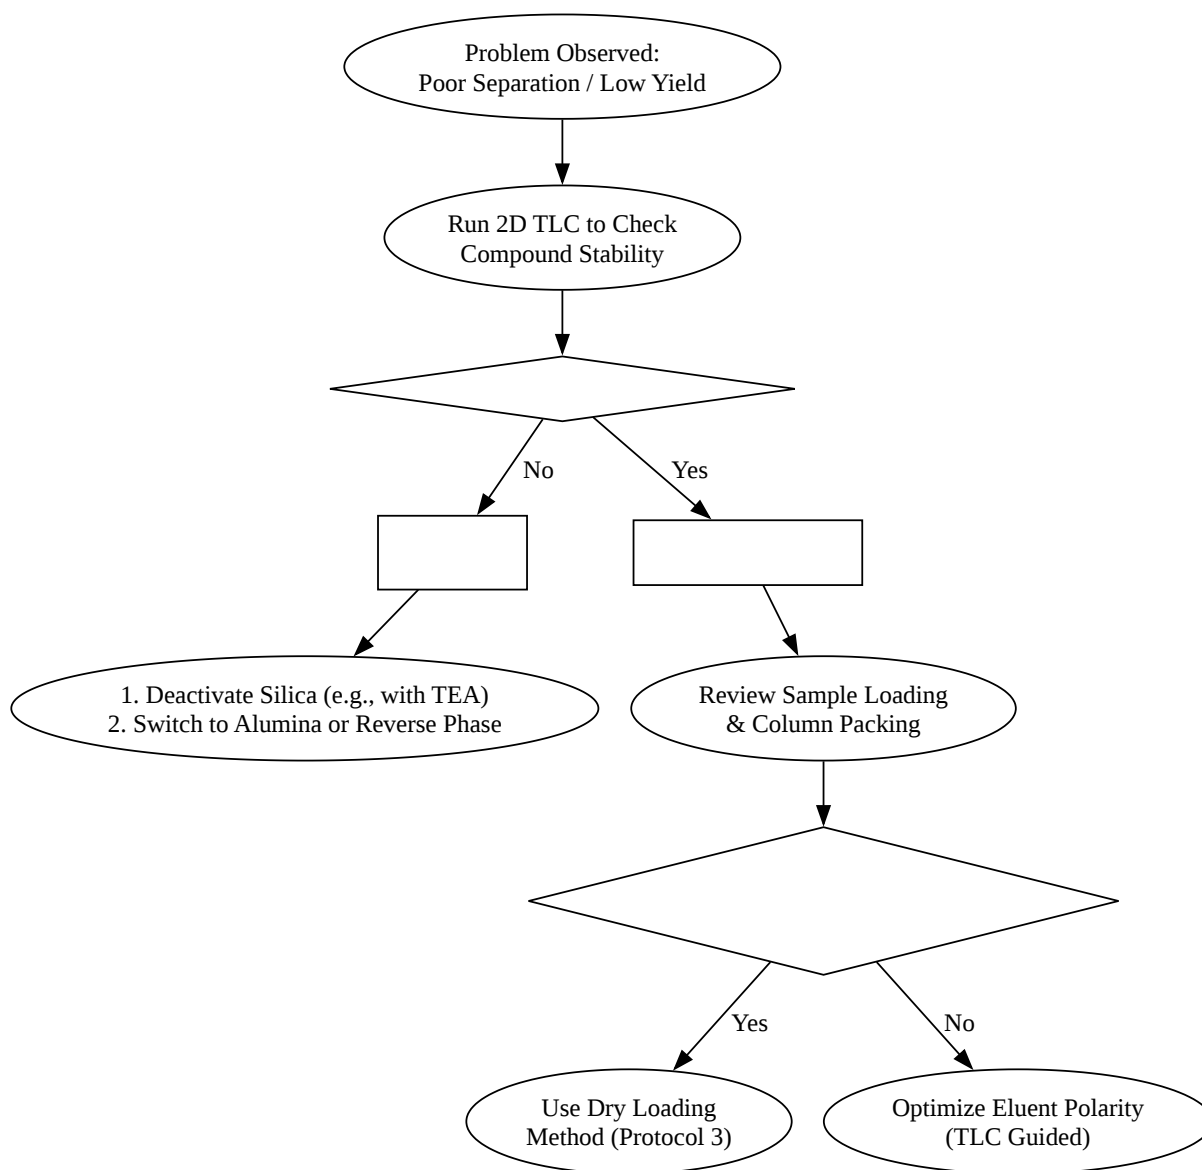 Problem Observed:
Poor Separation / Low Yield
Run 2D TLC to Check
Compound Stability
No
Yes
1. Deactivate Silica (e.g., with TEA)
2. Switch to Alumina or Reverse Phase
Review Sample Loading
& Column Packing
Yes
No
Use Dry Loading
Method (Protocol 3)
Optimize Eluent Polarity
(TLC Guided)